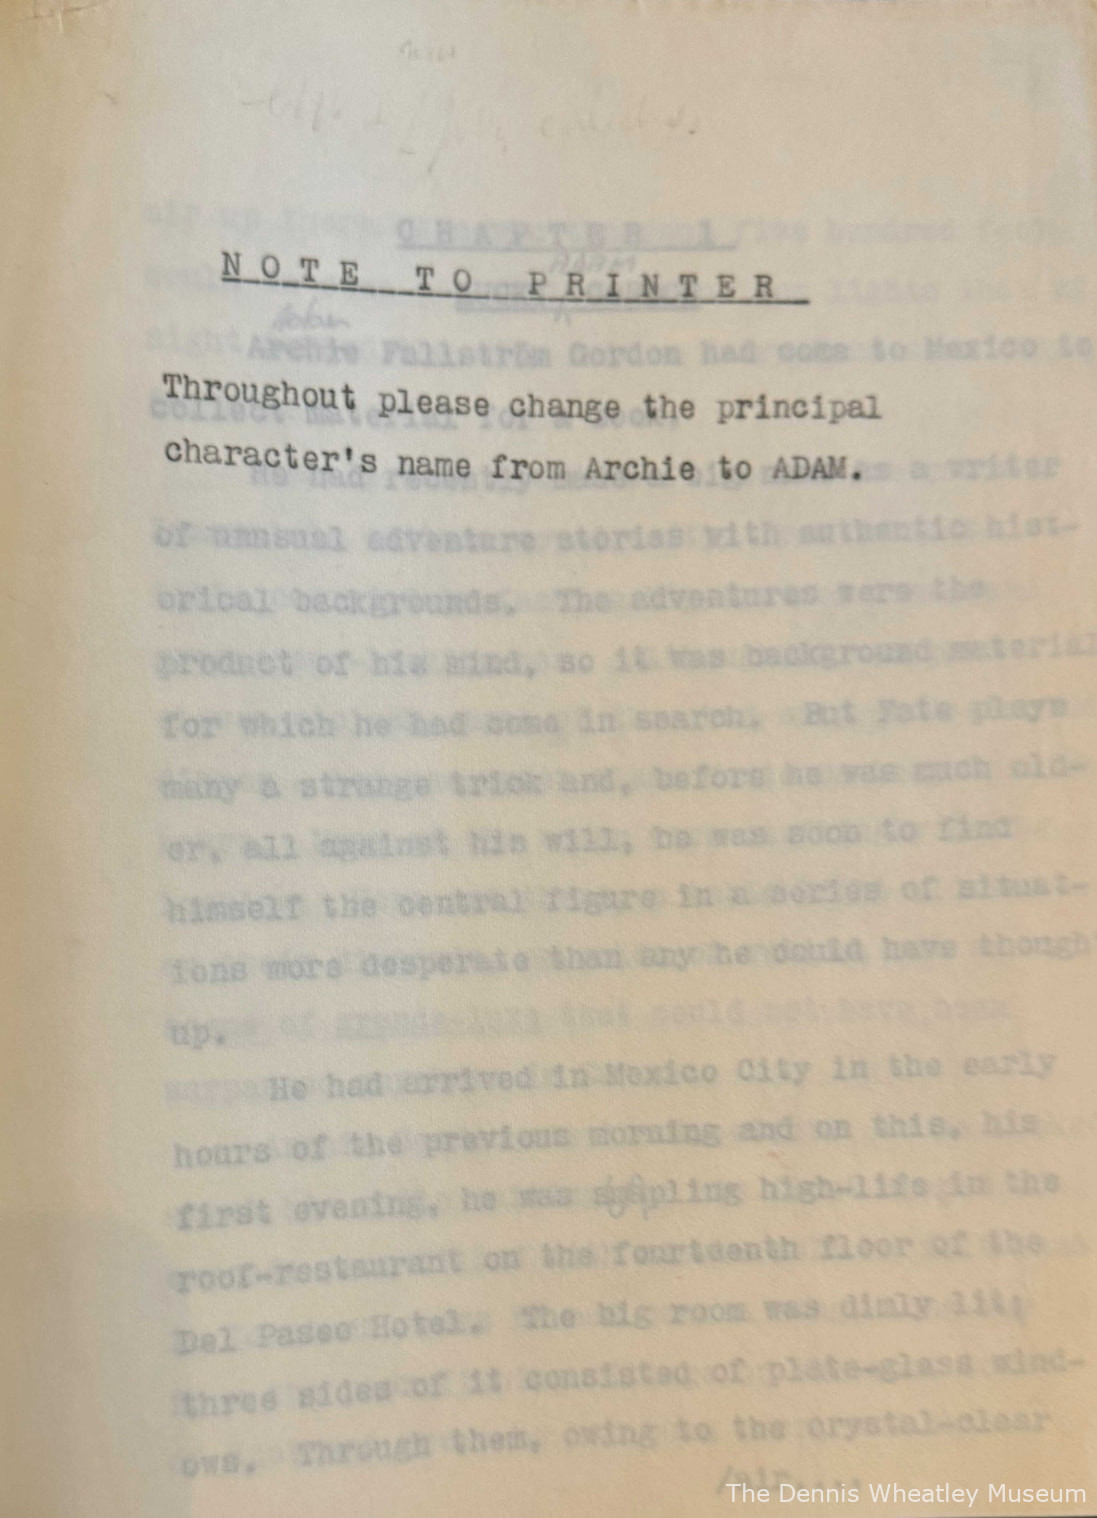 NOTE TO PRINTER
Throughout please change the principal
character's name from Archie to ADAM.
CHAPTER 1
ADAM
Adam
Archie Fallström Gordon had come to Mexico to
collect material for a book.
He had recently made a big name as a writer
of unusual adventure stories with authentic hist-
orical backgrounds. The adventures were the
product of his mind, so it was background material
for which he had come in search. But Fate plays
many a strange trick and, before he was much old-
er, all against his will, he was soon to find
himself the central figure in a series of situat-
ions more desperate than any he could have though
up.
He had arrived in Mexico City in the early
hours of the previous morning and on this, his
first evening, he was sampling high-life in the
roof-restaurant on the fourteenth floor of the
Del Paseo Hotel. The big room was dimly lit;
three sides of it consisted of plate-glass wind-
ows. Through them, owing to the crystal-clear
/air....
The Dennis Wheatley Museum